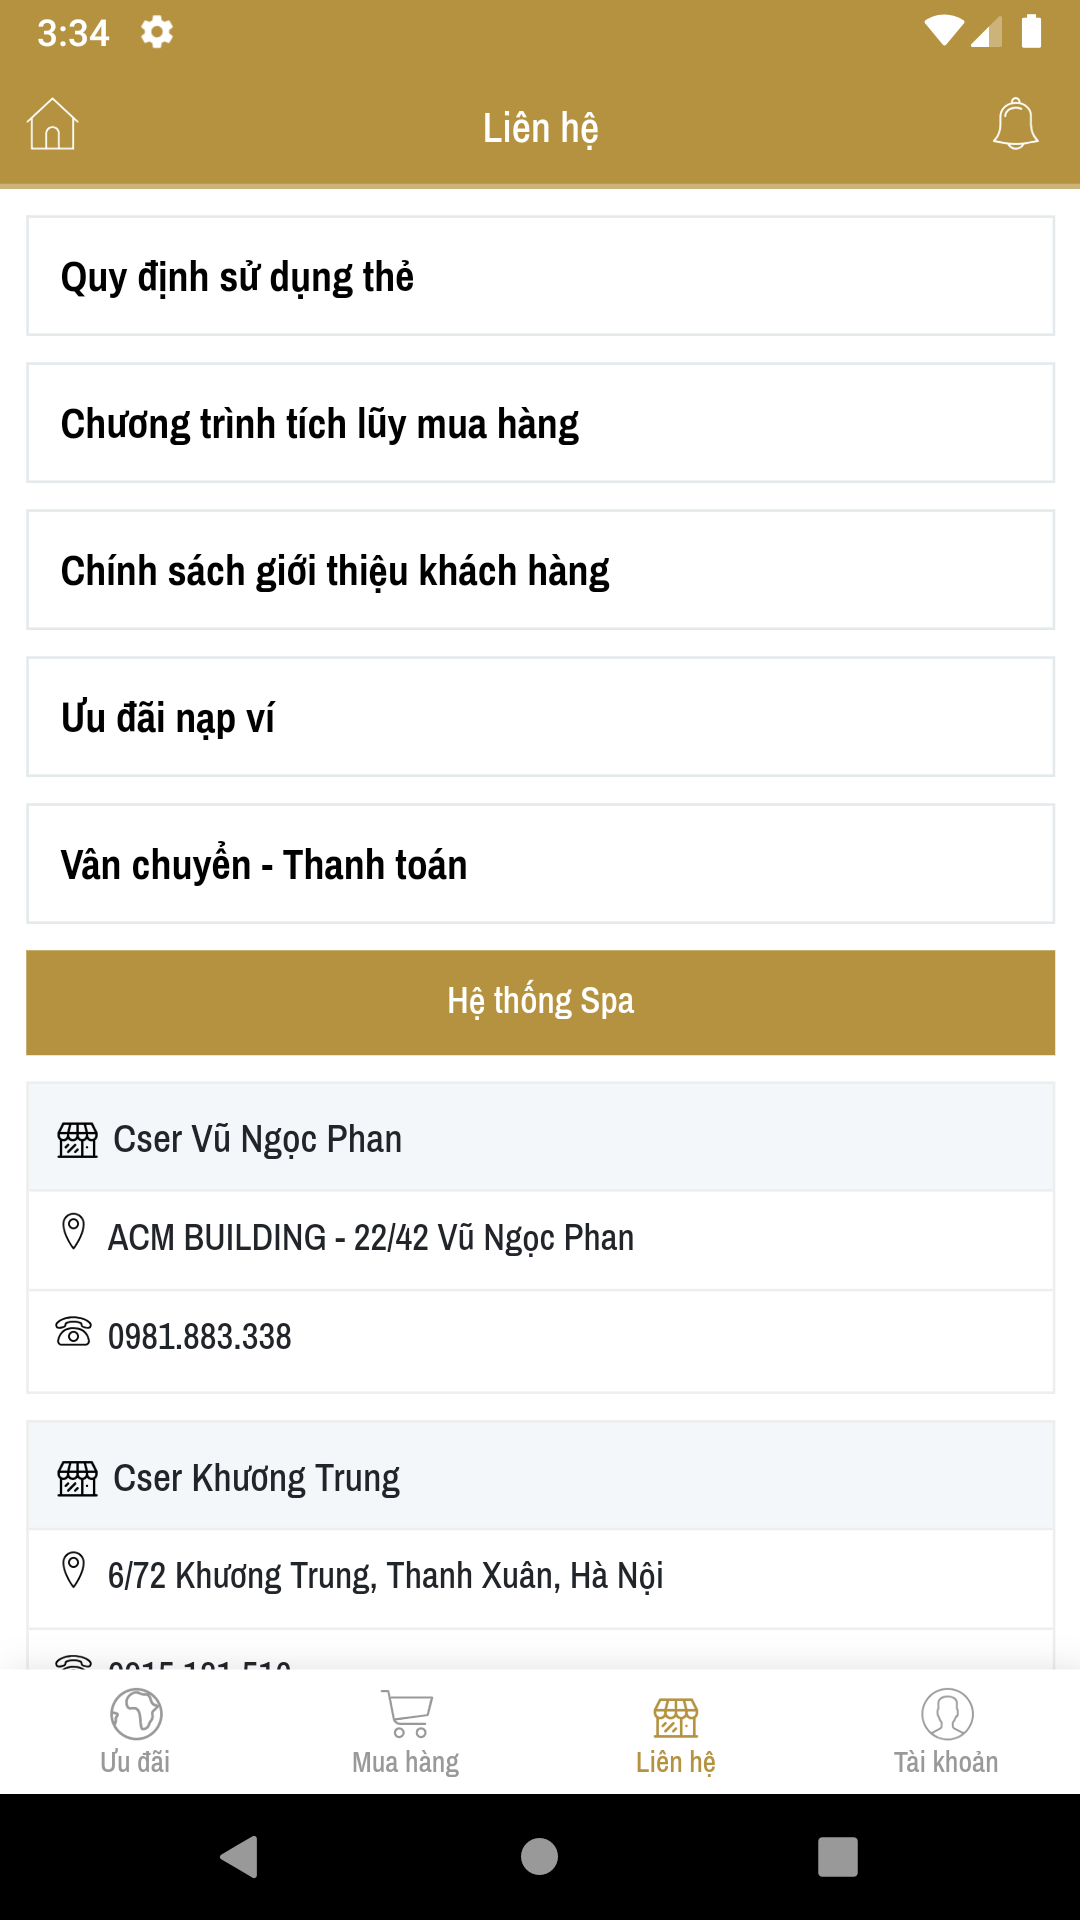 3:34
Liên hệ
Quy định sử dụng thẻ
Chương trình tích lũy mua hàng
Chính sách giới thiệu khách hàng
Ưu đãi nạp ví
Vân chuyển - Thanh toán
Hệ thống Spa
Cser Vũ Ngọc Phan
ACM BUILDING - 22/42 Vũ Ngọc Phan
0981.883.338
Cser Khương Trung
6/72 Khương Trung, Thanh Xuân, Hà Nội
Ưu đãi
Mua hàng
Liên hệ
Tài khoản